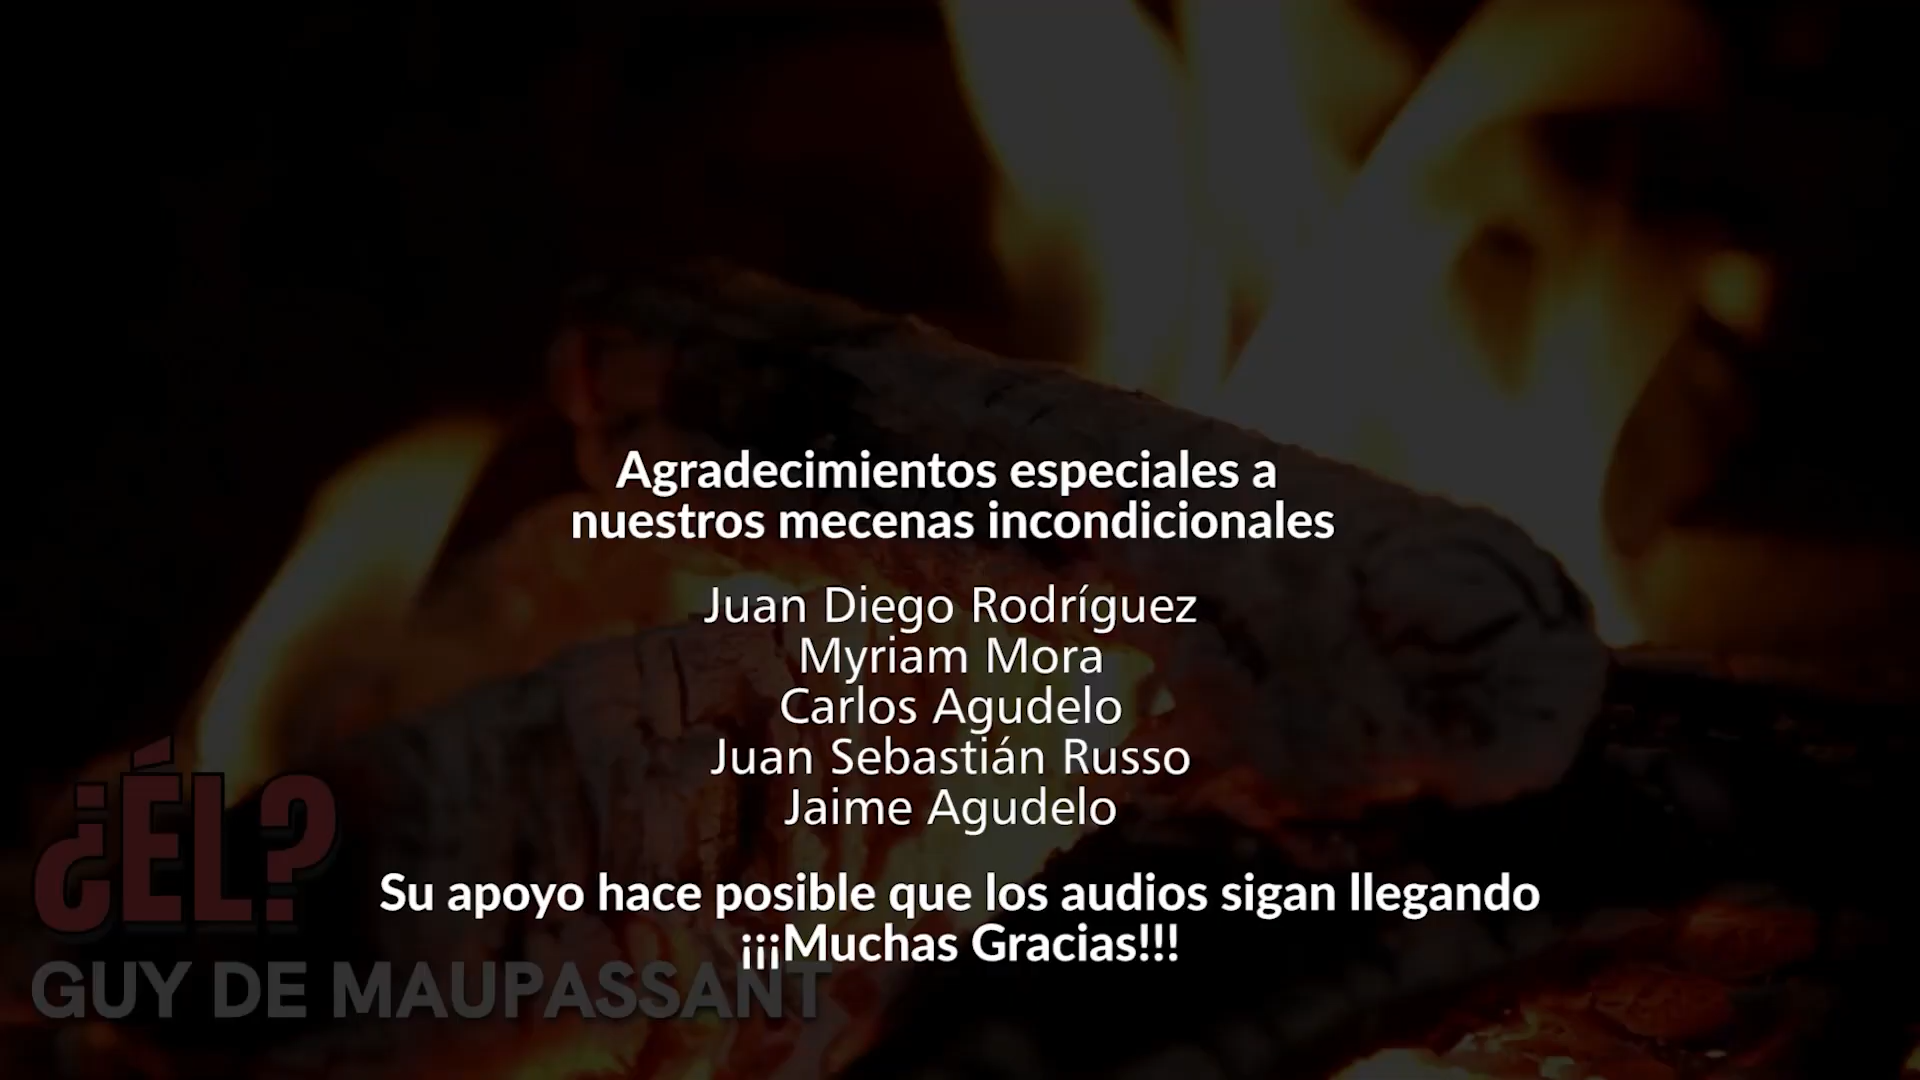 Agradecimientos especiales a
nuestros mecenas incondicionales
Juan Diego Rodríguez
Myriam Mora
Carlos Agudelo
Juan Sebastián Russo
Jaime Agudelo
Su apoyo hace posible que los audios sigan llegando
¡¡¡Muchas Gracias!!!
¿ÉL?
GUY DE MAUPASSANT